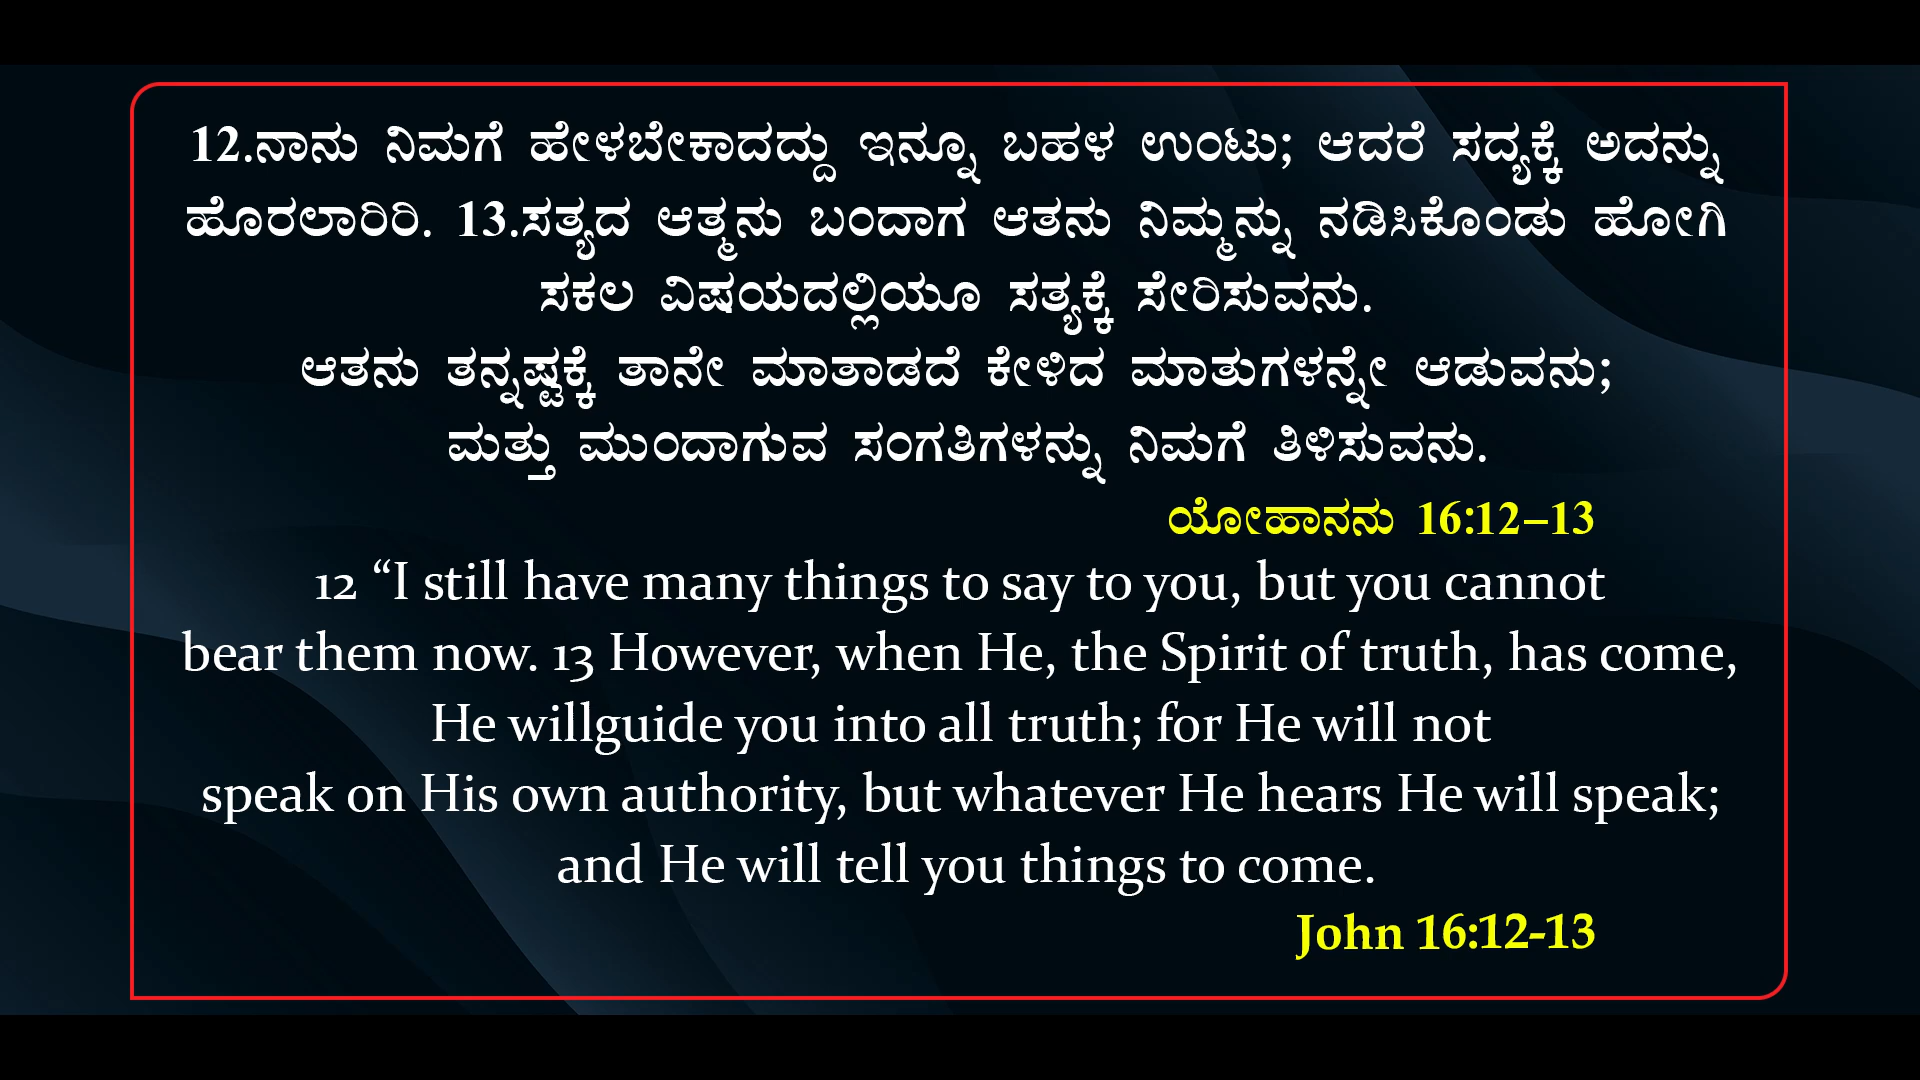 12.ನಾನು ನಿಮಗೆ ಹೇಳಬೇಕಾದದ್ದು ಇನ್ನೂ ಬಹಳ ಉಂಟು; ಆದರೆ ಸದ್ಯಕ್ಕೆ ಅದನ್ನು
ಹೊರಲಾರಿರಿ. 13.ಸತ್ಯದ ಆತ್ಮನು ಬಂದಾಗ ಆತನು ನಿಮ್ಮನ್ನು ನಡಿಸಿಕೊಂಡು ಹೋಗಿ
ಸಕಲ ವಿಷಯದಲ್ಲಿಯೂ ಸತ್ಯಕ್ಕೆ ಸೇರಿಸುವನು.
ಆತನು ತನ್ನಷ್ಟಕ್ಕೆ ತಾನೇ ಮಾತಾಡದೆ ಕೇಳಿದ ಮಾತುಗಳನ್ನೇ ಆಡುವನು;
ಮತ್ತು ಮುಂದಾಗುವ ಸಂಗತಿಗಳನ್ನು ನಿಮಗೆ ತಿಳಿಸುವನು.
ಯೋಹಾನನು 16:12–13
12 “I still have many things to say to you, but you cannot
bear them now. 13 However, when He, the Spirit of truth, has come,
He willguide you into all truth; for He will not
speak on His own authority, but whatever He hears He will speak;
and He will tell you things to come.
John 16:12-13